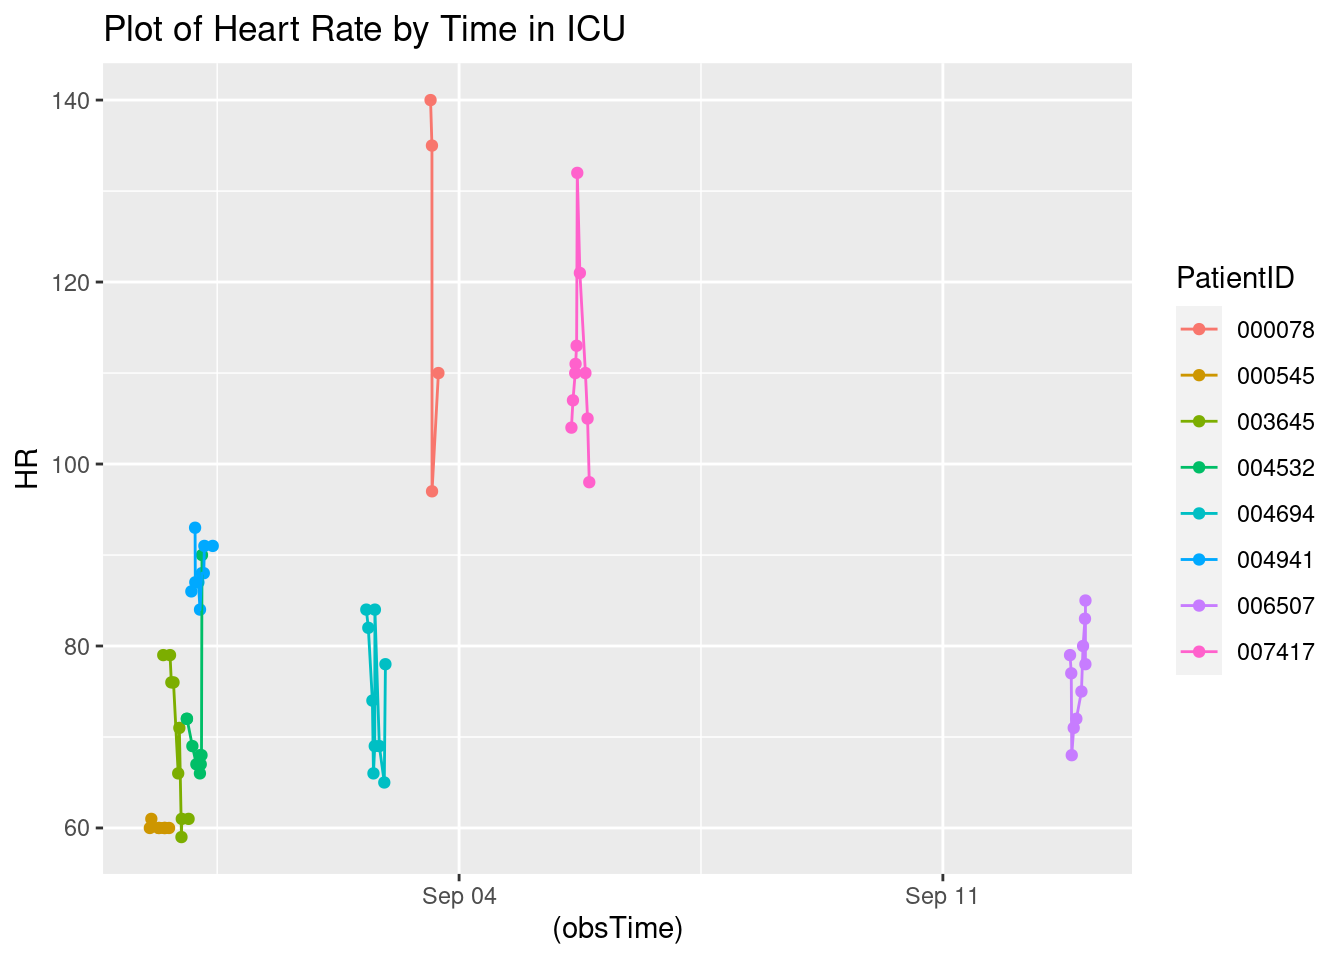 Plot of Heart Rate by Time in ICU
140
120
100
80
60
HR
Sep 04
Sep 11
(obsTime)
PatientID
000078
000545
003645
004532
004694
004941
006507
007417